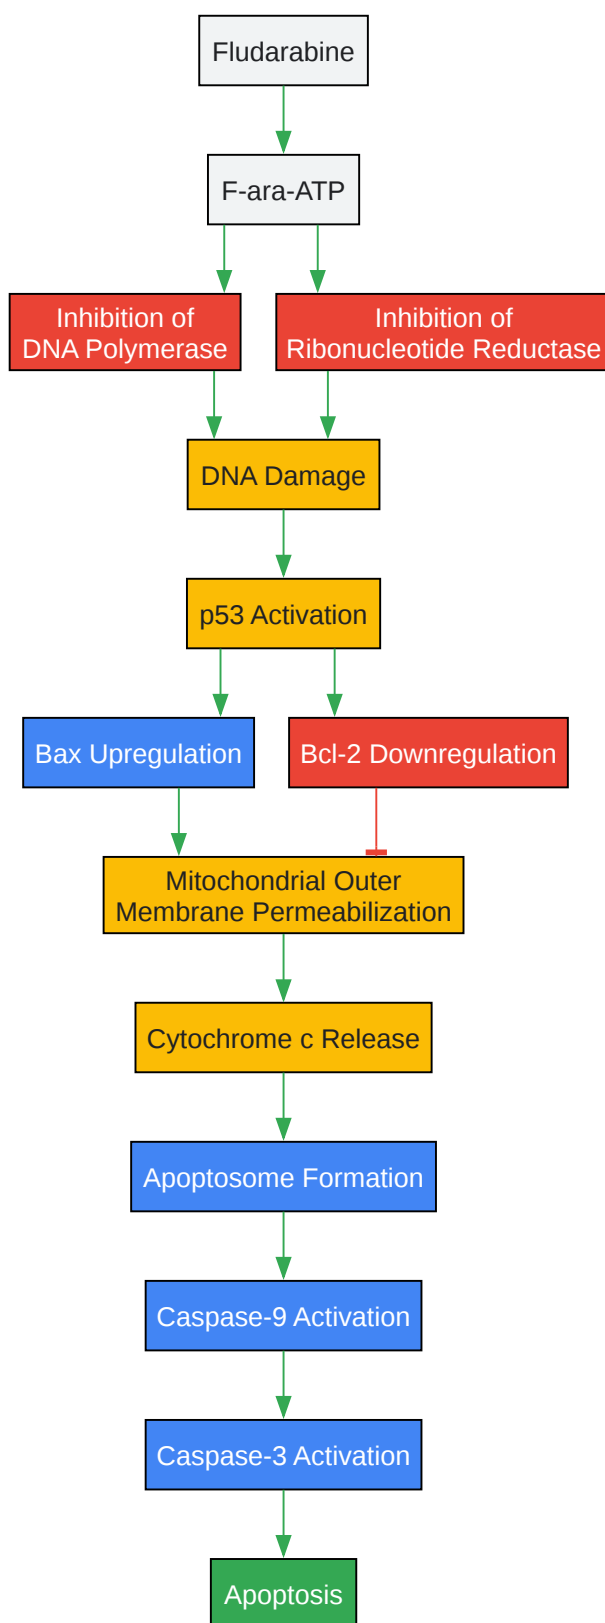 Fludarabine
F-ara-ATP
Inhibition of
DNA Polymerase
Inhibition of
Ribonucleotide Reductase
DNA Damage
p53 Activation
Bax Upregulation
Bcl-2 Downregulation
Mitochondrial Outer
Membrane Permeabilization
Cytochrome c Release
Apoptosome Formation
Caspase-9 Activation
Caspase-3 Activation
Apoptosis